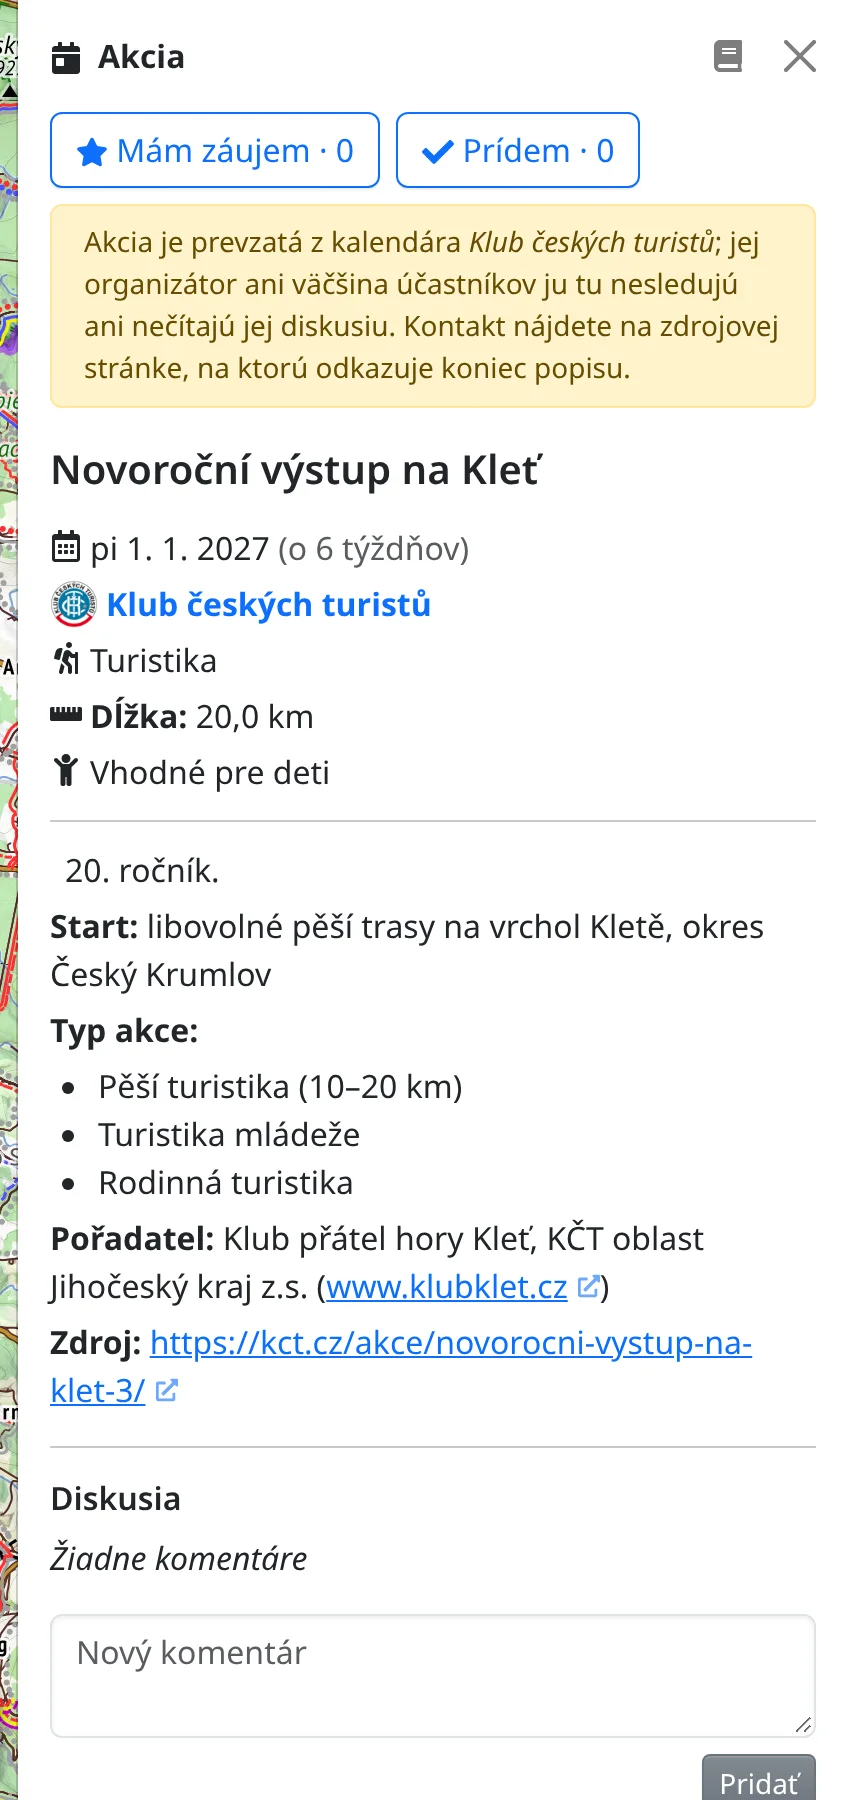 Akcia
Mám záujem · 0
Prídem · 0
Akcia je prevzatá z kalendára Klub českých turistů; jej
organizátor ani väčšina účastníkov ju tu nesledujú
ani nečítajú jej diskusiu. Kontakt nájdete na zdrojovej
stránke, na ktorú odkazuje koniec popisu.
Novoroční výstup na Kleť
pi 1. 1. 2027 (o 6 týždňov)
Klub českých turistů
Turistika
Dĺžka: 20,0 km
Vhodné pre deti
20. ročník.
Start: libovolné pěší trasy na vrchol Kletě, okres
Český Krumlov
Typ akce:
• Pěší turistika (10–20 km)
• Turistika mládeže
• Rodinná turistika
Pořadatel: Klub přátel hory Kleť, KČT oblast
Jihočeský kraj z.s. (www.klubklet.cz)
Zdroj: https://kct.cz/akce/novorocni-vystup-na-
klet-3/
Diskusia
Žiadne komentáre
Nový komentár
Pridať